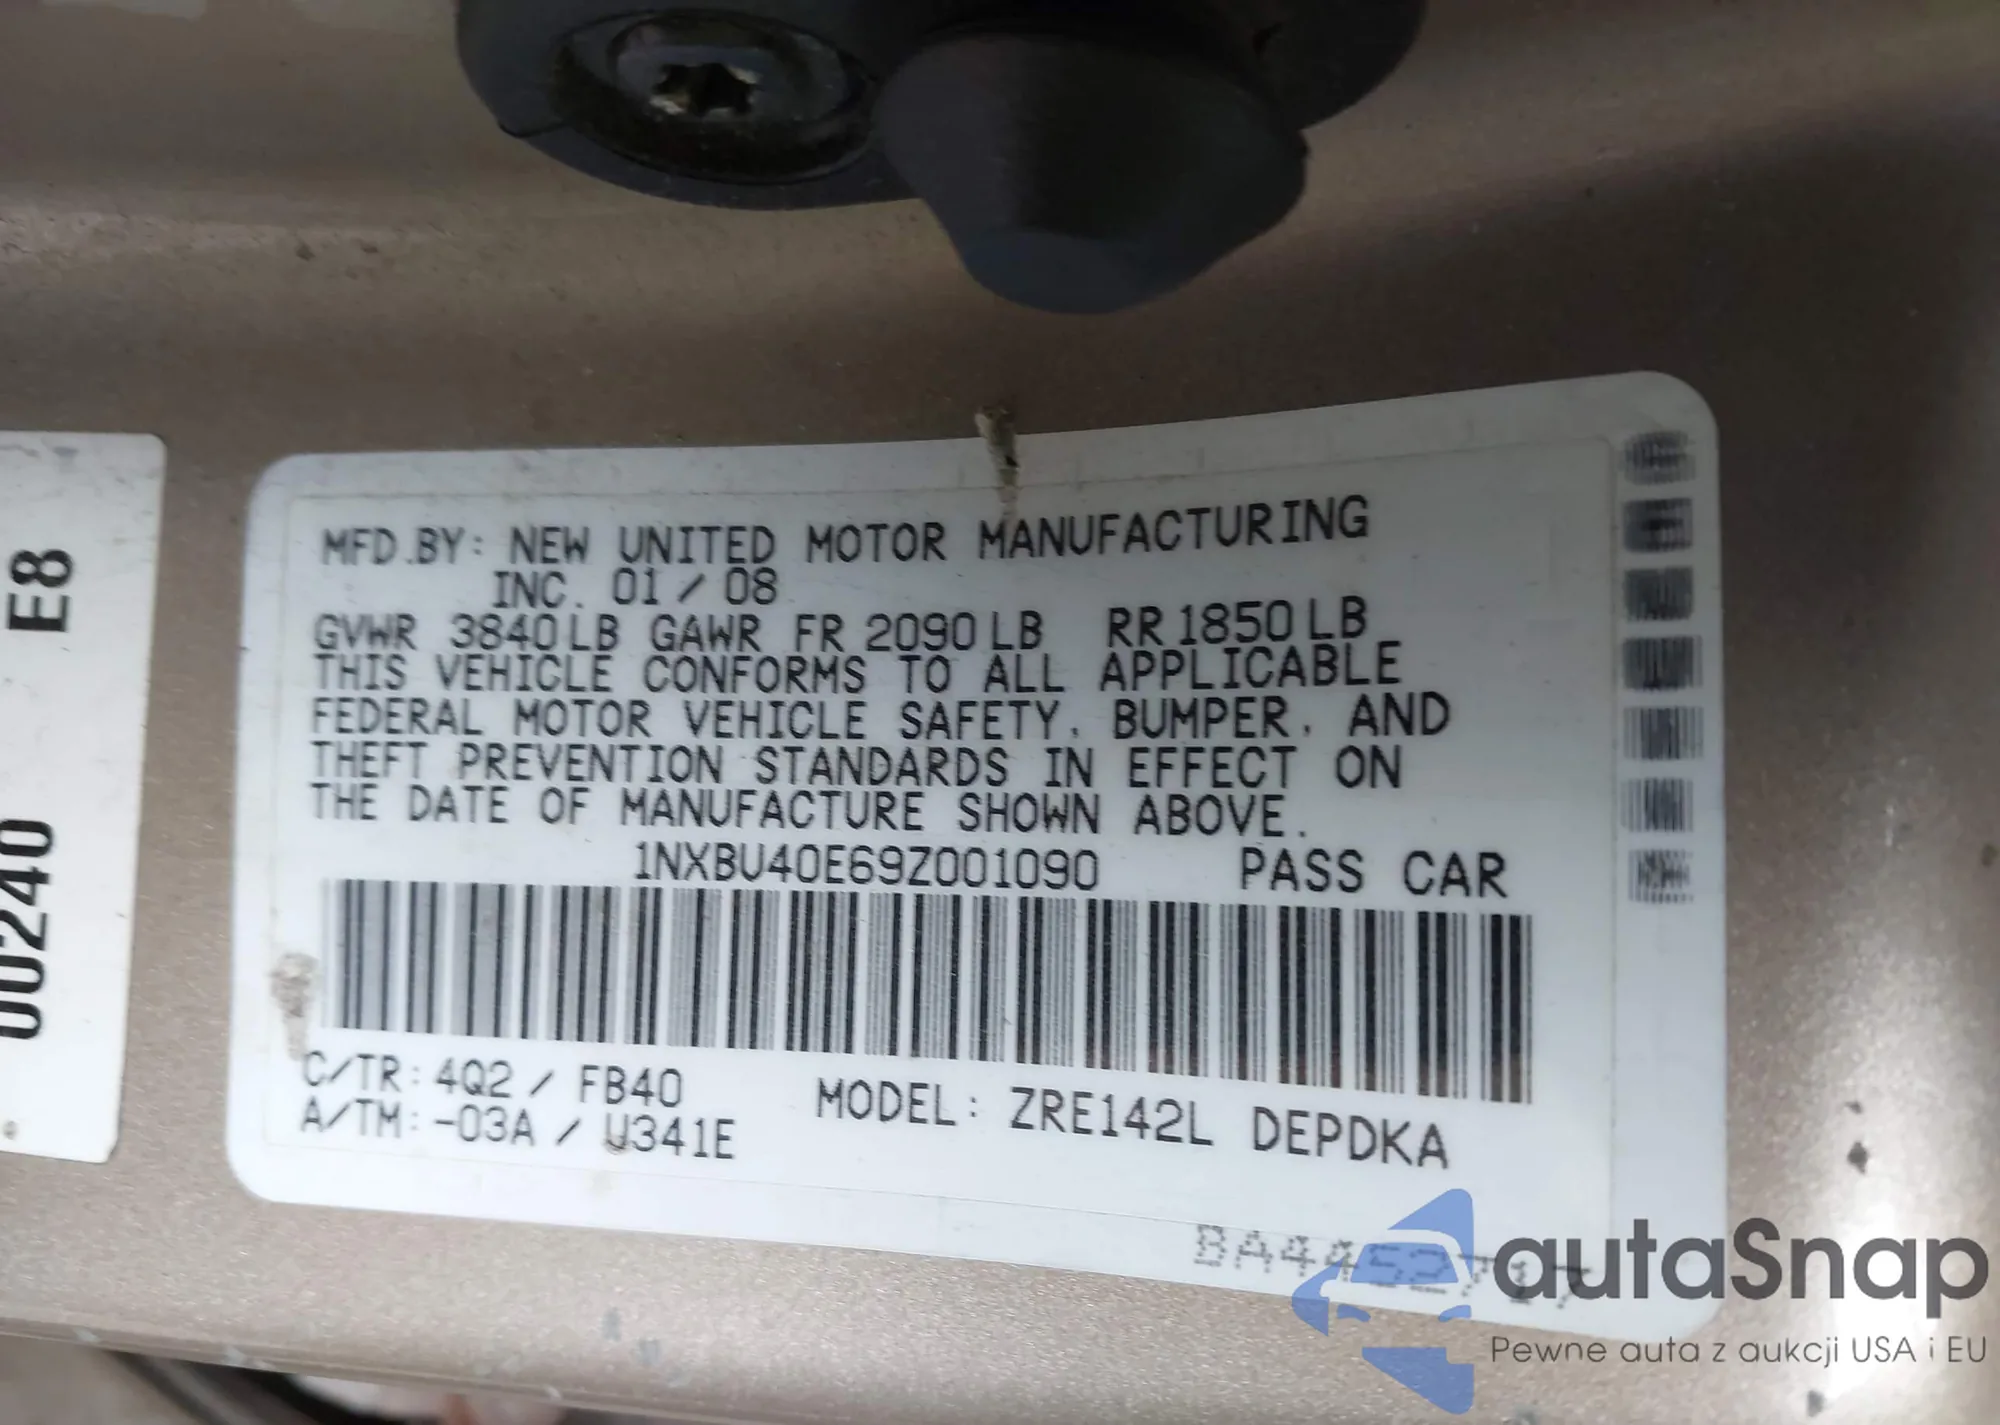 E8
00240
MFD.BY: NEW UNITED MOTOR MANUFACTURING
INC. 01 / 08
GVWR 3840LB GAWR FR 2090LB RR 1850LB
THIS VEHICLE CONFORMS TO ALL APPLICABLE
FEDERAL MOTOR VEHICLE SAFETY, BUMPER, AND
THEFT PREVENTION STANDARDS IN EFFECT ON
THE DATE OF MANUFACTURE SHOWN ABOVE.
1NXBU40E69Z001090 PASS CAR
C/TR: 4Q2 / FB40
A/TM: -03A / U341E
MODEL: ZRE142L DEPDKA
autaSnap
Pewne auta z aukcji USA i EU